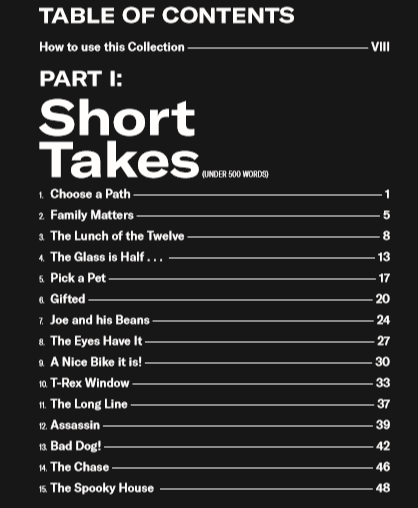 TABLE OF CONTENTS
How to use this Collection VIII
PART I:
Short
Takes (UNDER 500 WORDS)
1. Choose a Path 1
2. Family Matters 5
3. The Lunch of the Twelve 8
4. The Glass is Half . . . 13
5. Pick a Pet 17
6. Gifted 20
7. Joe and his Beans 24
8. The Eyes Have It 27
9. A Nice Bike it is! 30
10. T-Rex Window 33
11. The Long Line 37
12. Assassin 39
13. Bad Dog! 42
14. The Chase 46
15. The Spooky House 48